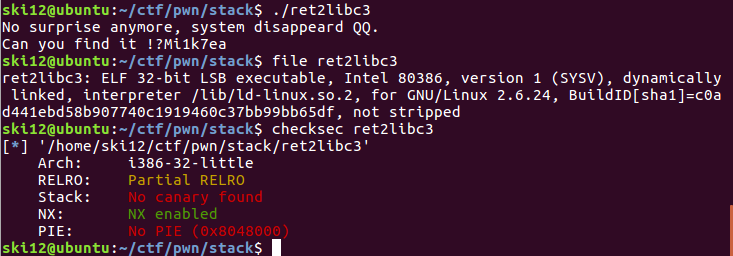 ski12@ubuntu:~/ctf/pwn/stack$ ./ret2libc3
No surprise anymore, system disappeard QQ.
Can you find it !?Mi1k7ea
ski12@ubuntu:~/ctf/pwn/stack$ file ret2libc3
ret2libc3: ELF 32-bit LSB executable, Intel 80386, version 1 (SYSV), dynamically
 linked, interpreter /lib/ld-linux.so.2, for GNU/Linux 2.6.24, BuildID[sha1]=c0a
d441ebd58b907740c1919460c37bb99bb65df, not stripped
ski12@ubuntu:~/ctf/pwn/stack$ checksec ret2libc3
[*] '/home/ski12/ctf/pwn/stack/ret2libc3'
    Arch:     i386-32-little
    RELRO:    Partial RELRO
    Stack:    No canary found
    NX:       NX enabled
    PIE:      No PIE (0x8048000)
ski12@ubuntu:~/ctf/pwn/stack$